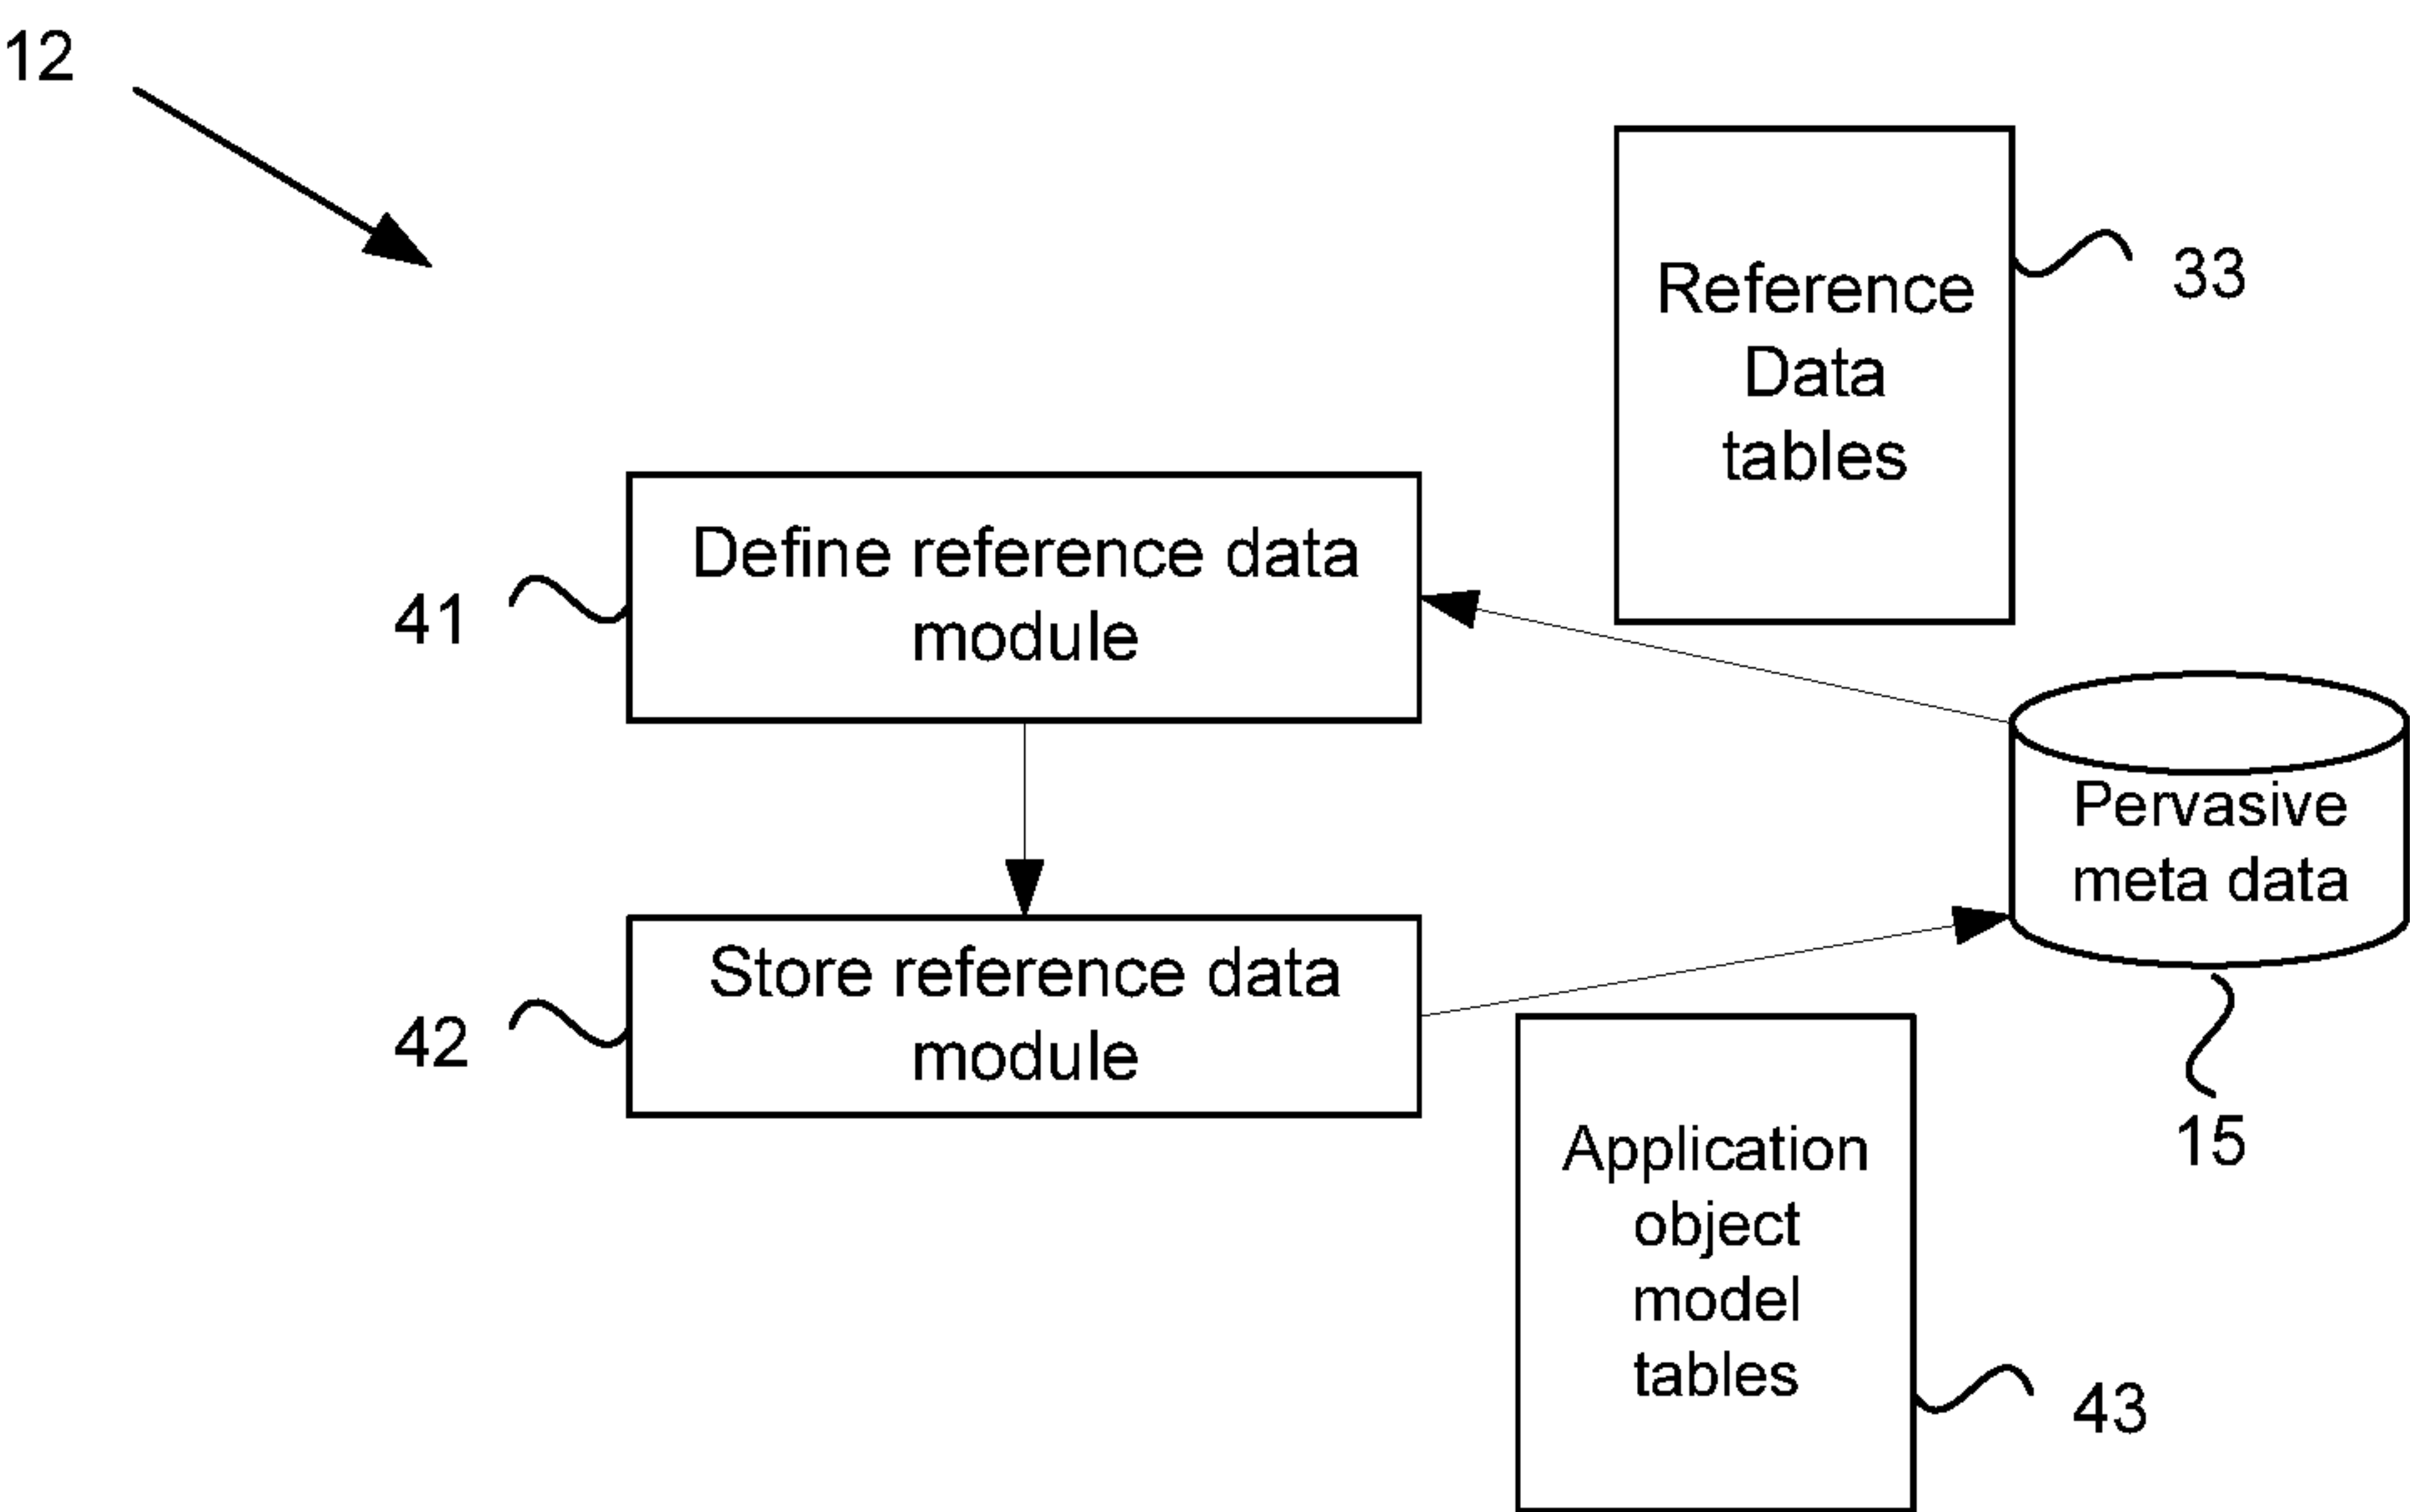 12
Reference
Data
tables
33
Define reference data
module
41
Pervasive
meta data
Store reference data
module
42
15
Application
object
model
tables
43